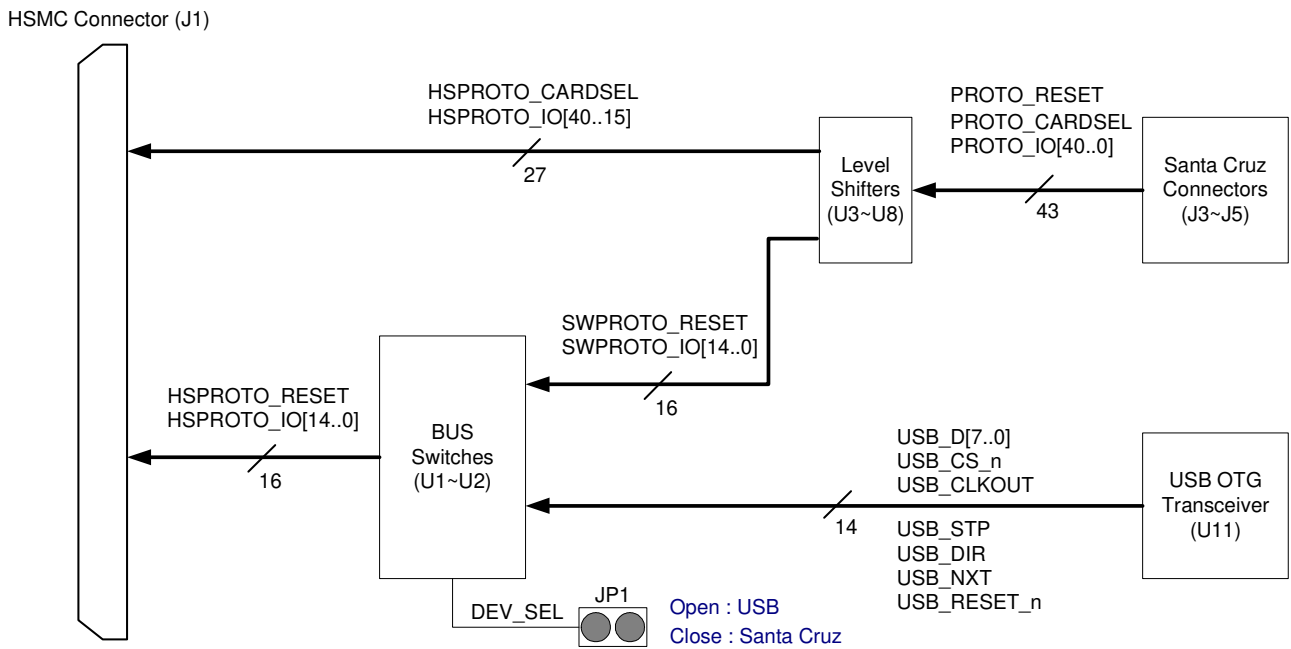 HSMC Connector (J1)
HSPROTO_CARDSEL
HSPROTO_IO[40..15]
27
Level
Shifters
(U3~U8)
PROTO_RESET
PROTO_CARDSEL
PROTO_IO[40..0]
43
Santa Cruz
Connectors
(J3~J5)
SWPROTO_RESET
SWPROTO_IO[14..0]
16
HSPROTO_RESET
HSPROTO_IO[14..0]
16
BUS
Switches
(U1~U2)
USB_D[7..0]
USB_CS_n
USB_CLKOUT
14
USB_STP
USB_DIR
USB_NXT
USB_RESET_n
USB OTG
Transceiver
(U11)
DEV_SEL
JP1
Open : USB
Close : Santa Cruz